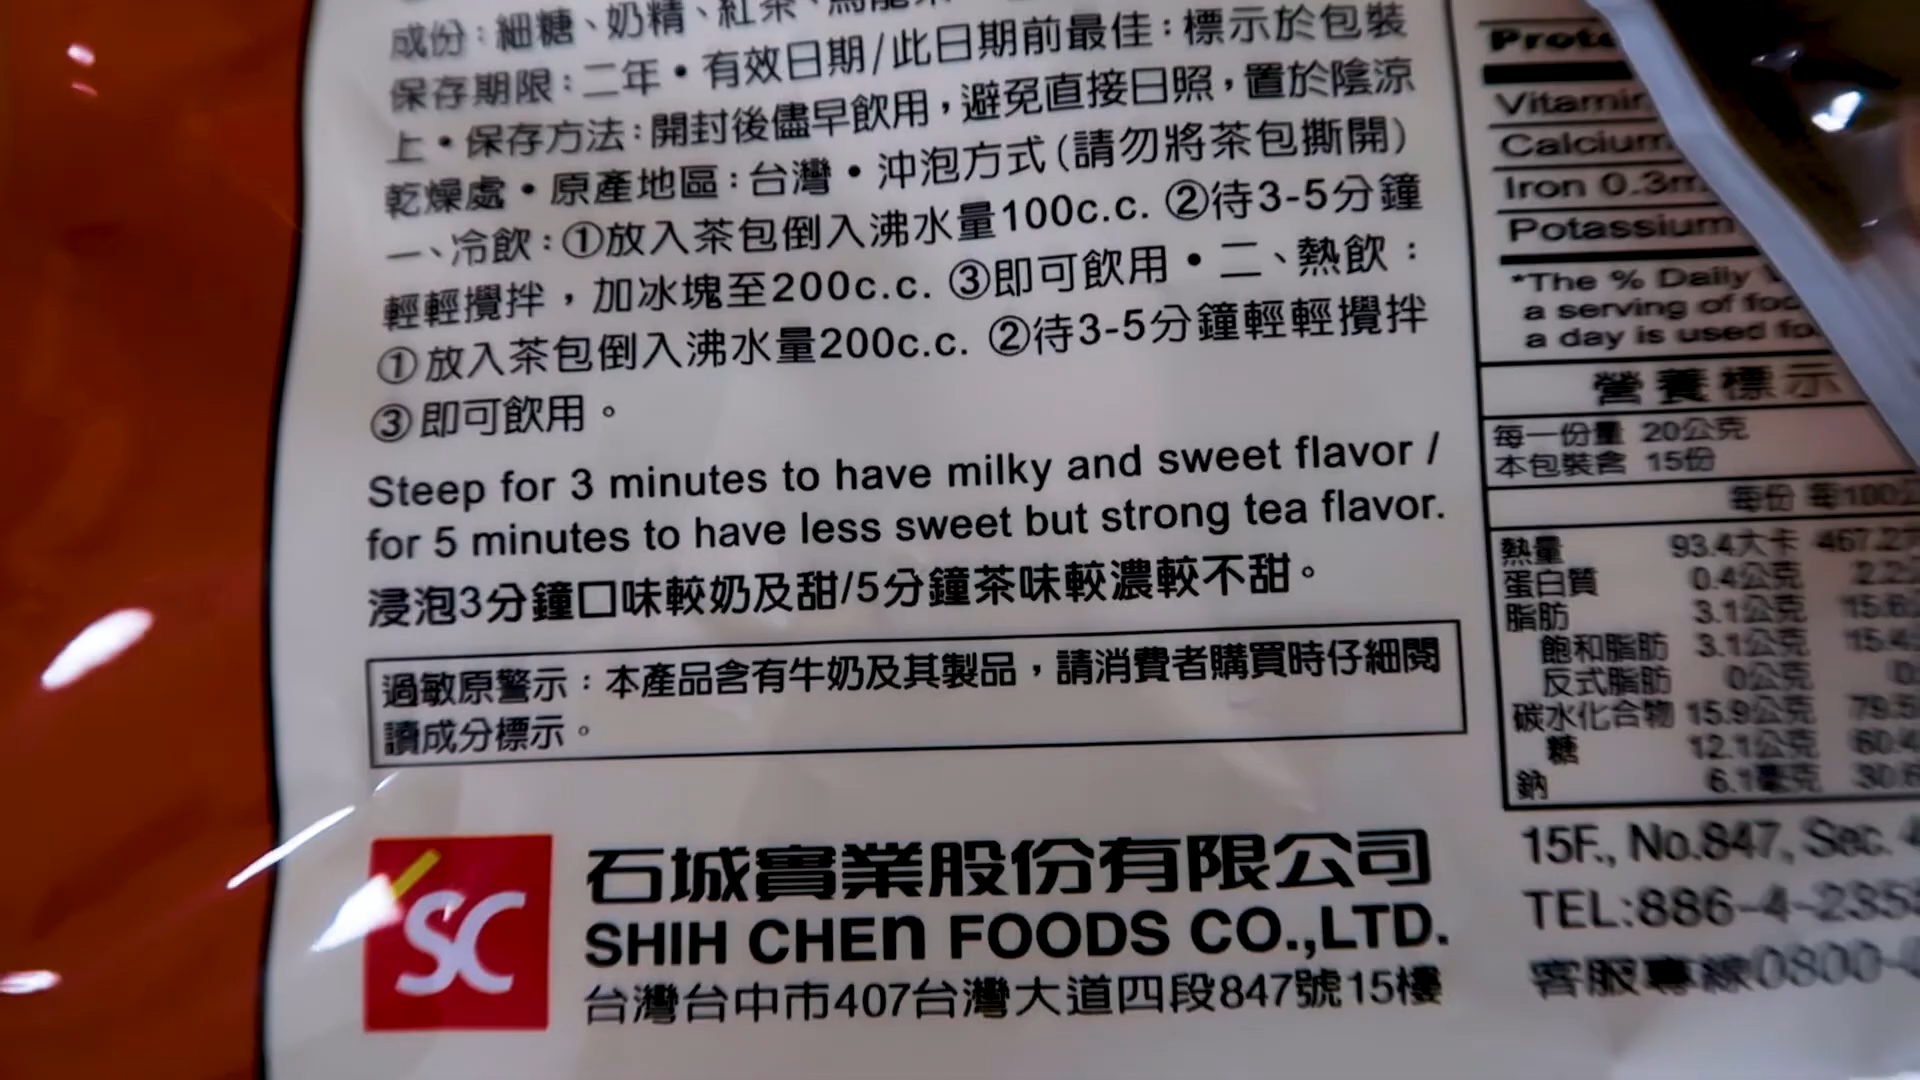 成份：細糖、奶精、紅茶、烏龍茶
保存期限：二年・有效日期/此日期前最佳：標示於包裝
上・保存方法：開封後儘早飲用，避免直接日照，置於陰涼
乾燥處・原產地區：台灣・沖泡方式(請勿將茶包撕開)
一、冷飲：①放入茶包倒入沸水量100c.c. ②待3-5分鐘
輕輕攪拌，加冰塊至200c.c. ③即可飲用・二、熱飲：
①放入茶包倒入沸水量200c.c. ②待3-5分鐘輕輕攪拌
③即可飲用。
Steep for 3 minutes to have milky and sweet flavor /
for 5 minutes to have less sweet but strong tea flavor.
浸泡3分鐘口味較奶及甜/5分鐘茶味較濃較不甜。
過敏原警示：本產品含有牛奶及其製品，請消費者購買時仔細閱
讀成分標示。
SC
石城實業股份有限公司
SHIH CHEn FOODS CO.,LTD.
台灣台中市407台灣大道四段847號15樓
Calcium
Iron 0.3m
Potassium
*The % Daily
a serving of
a day is used
營養標示
每一份量 20公克
本包裝含 15份
每份 每100
熱量 93.4大卡 467.2
蛋白質 0.4公克 2.2
脂肪 3.1公克 15.6
飽和脂肪 3.1公克 15.4
反式脂肪 0公克
碳水化合物 15.9公克 79.5
糖 12.1公克 60.4
鈉 6.1毫克 30.6
15F., No.847, Sec.
TEL:886-4-235
客服專線0800-